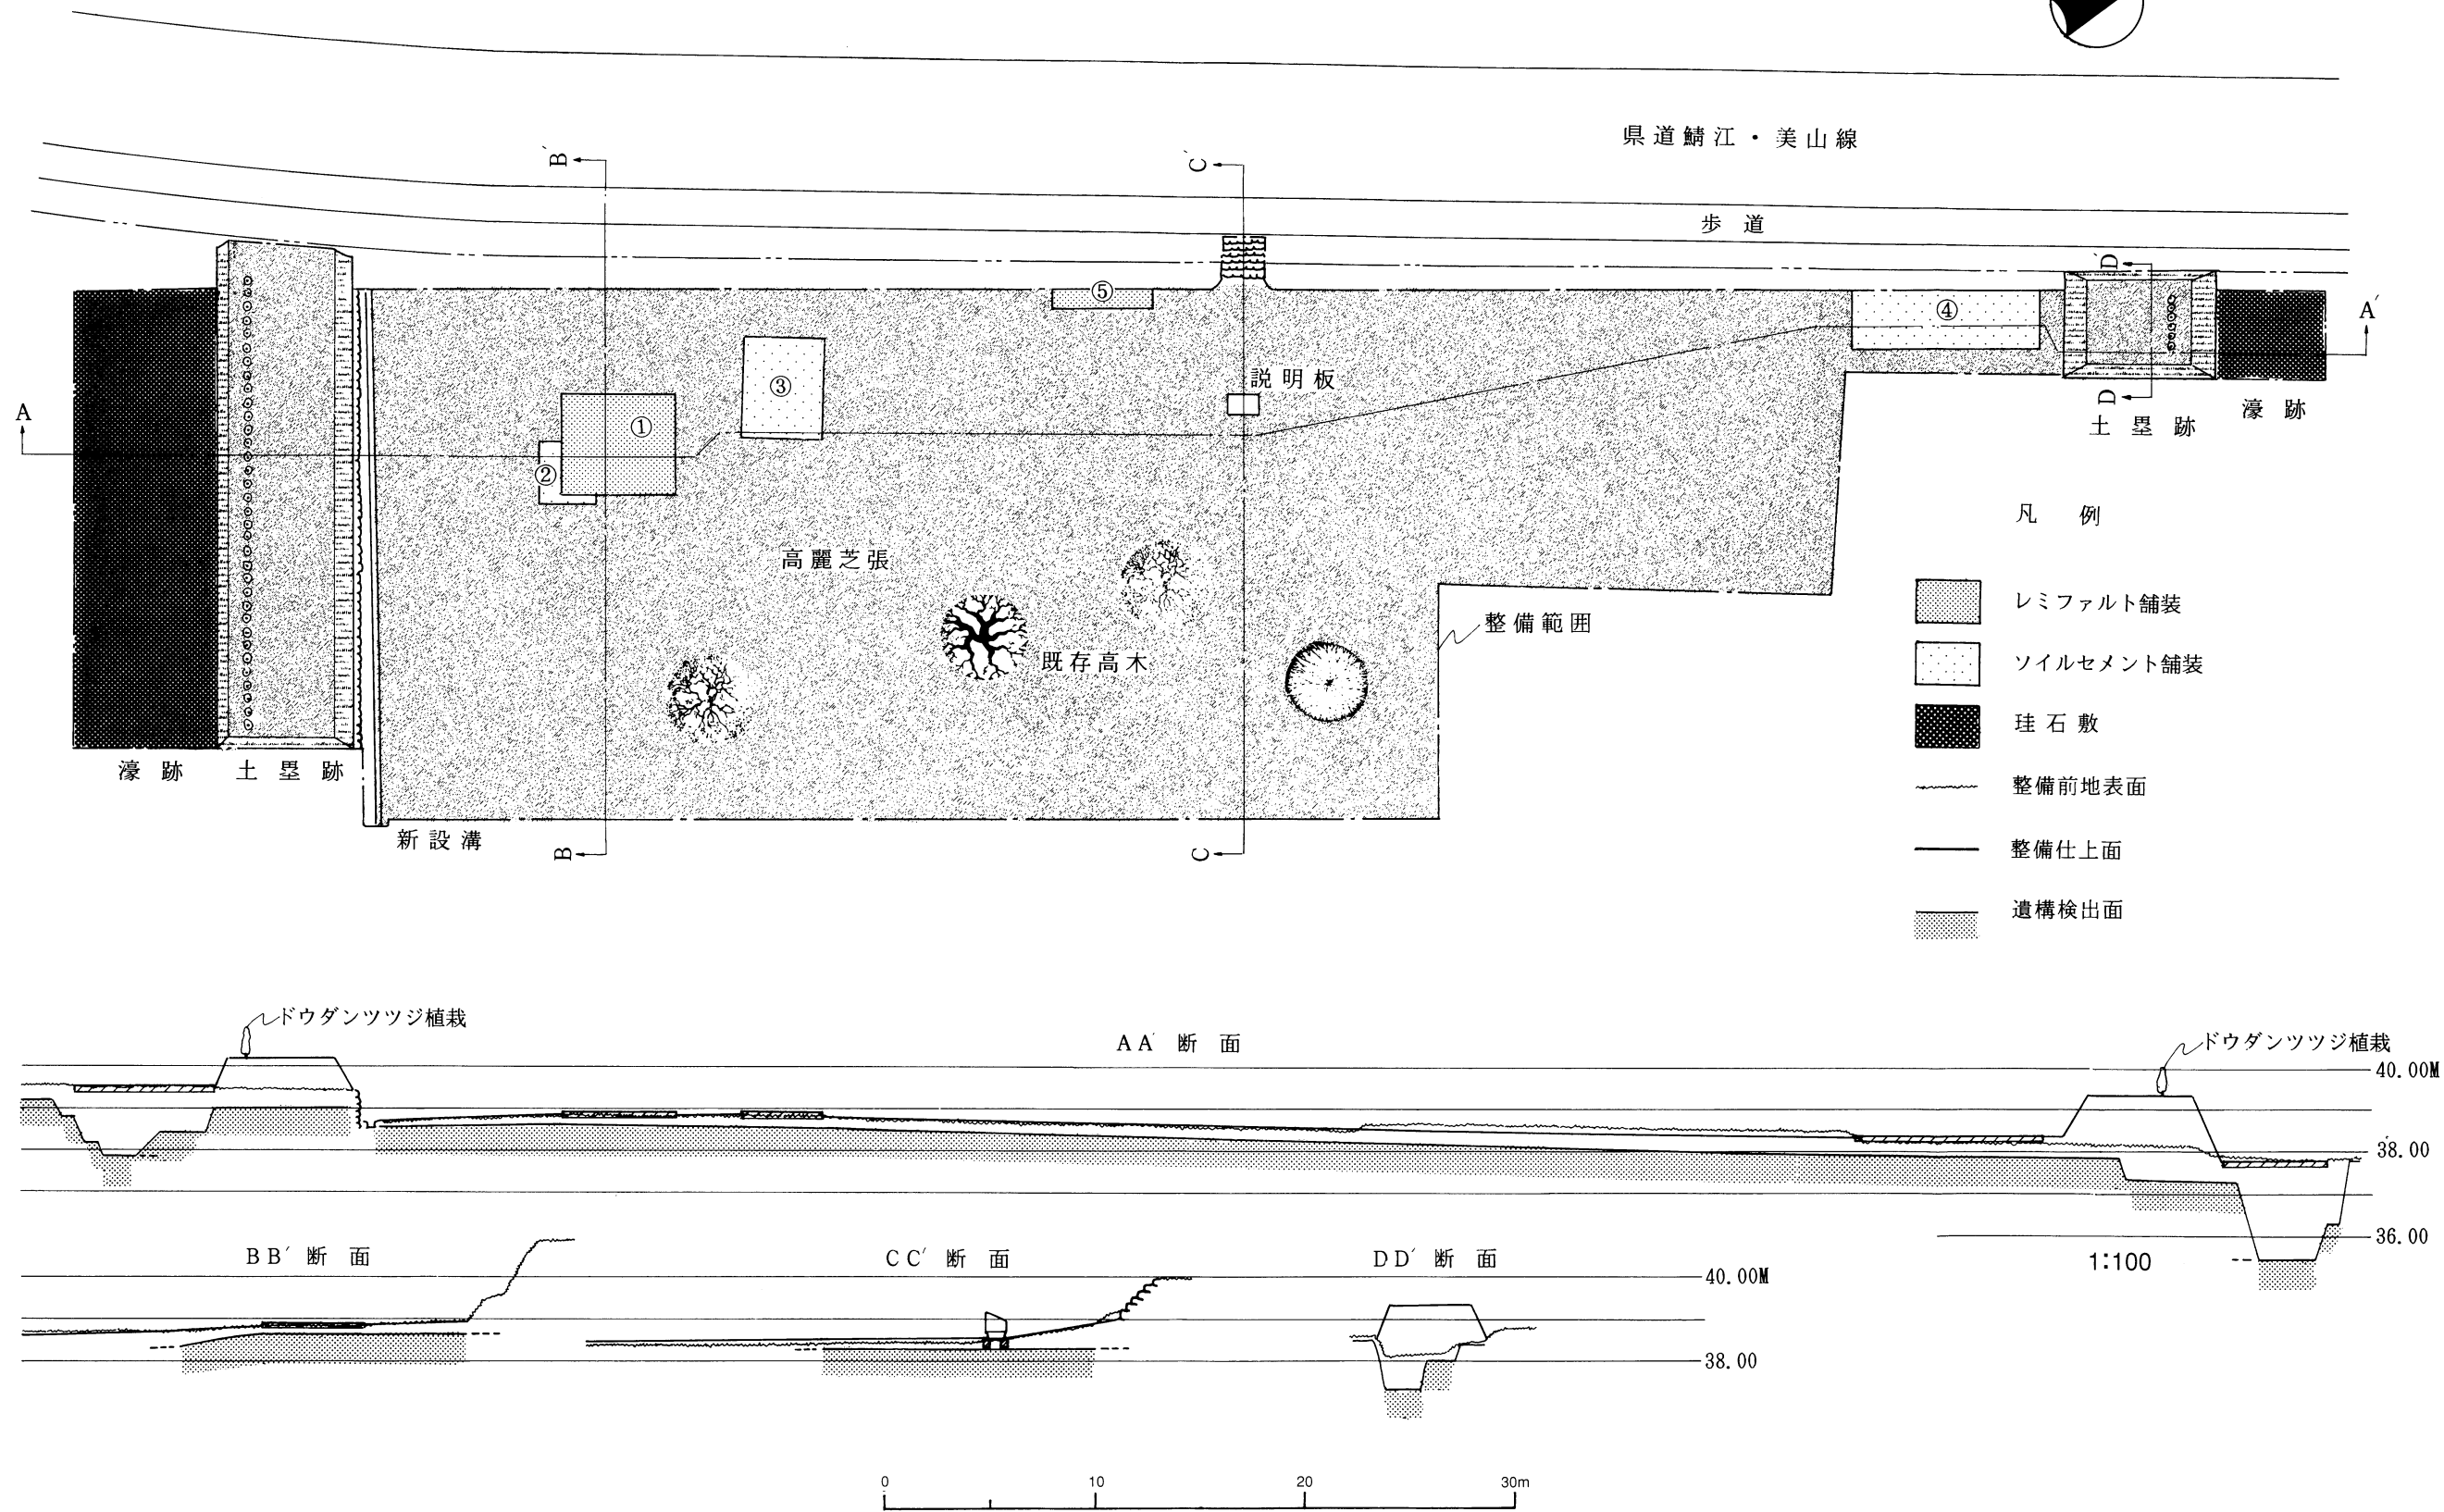 県道鯖江・美山線
B′
C′
歩道
D′
A′
⑤
④
説明板
③
①
A
②
D
土塁跡
濠跡
凡例
高麗芝張
レミファルト舗装
整備範囲
既存高木
ソイルセメント舗装
珪石敷
濠跡
土塁跡
整備前地表面
新設溝
B
C
整備仕上面
遺構検出面
ドウダンツツジ植栽
AA′断面
ドウダンツツジ植栽
40.00M
38.00
36.00
1:100
BB′断面
CC′断面
DD′断面
40.00M
38.00
0 10 20 30m